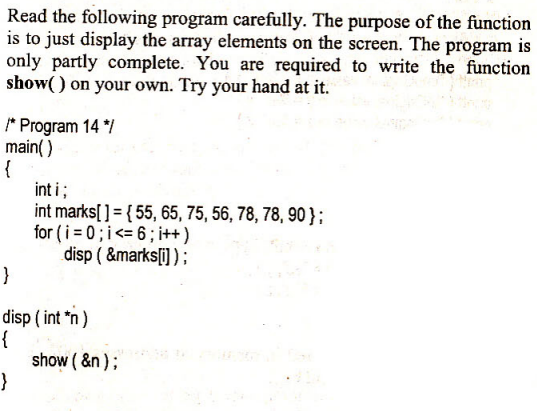 Read the following program carefully. The purpose of the function
is to just display the array elements on the screen. The program is
only partly complete. You are required to write the function
show( ) on your own. Try your hand at it.
/* Program 14 */
main( )
{
int i ;
int marks[ ] = { 55, 65, 75, 56, 78, 78, 90 } ;
for ( i = 0 ; i <= 6 ; i++ )
disp ( &marks[i] ) ;
}
disp ( int *n )
{
show ( &n ) ;
}